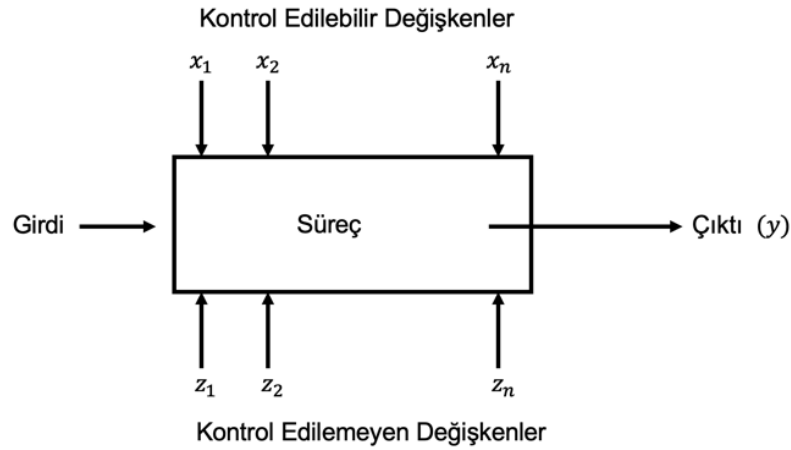 Kontrol Edilebilir Değişkenler
x₁ x₂ xₙ
Girdi Süreç Çıktı (y)
z₁ z₂ zₙ
Kontrol Edilemeyen Değişkenler